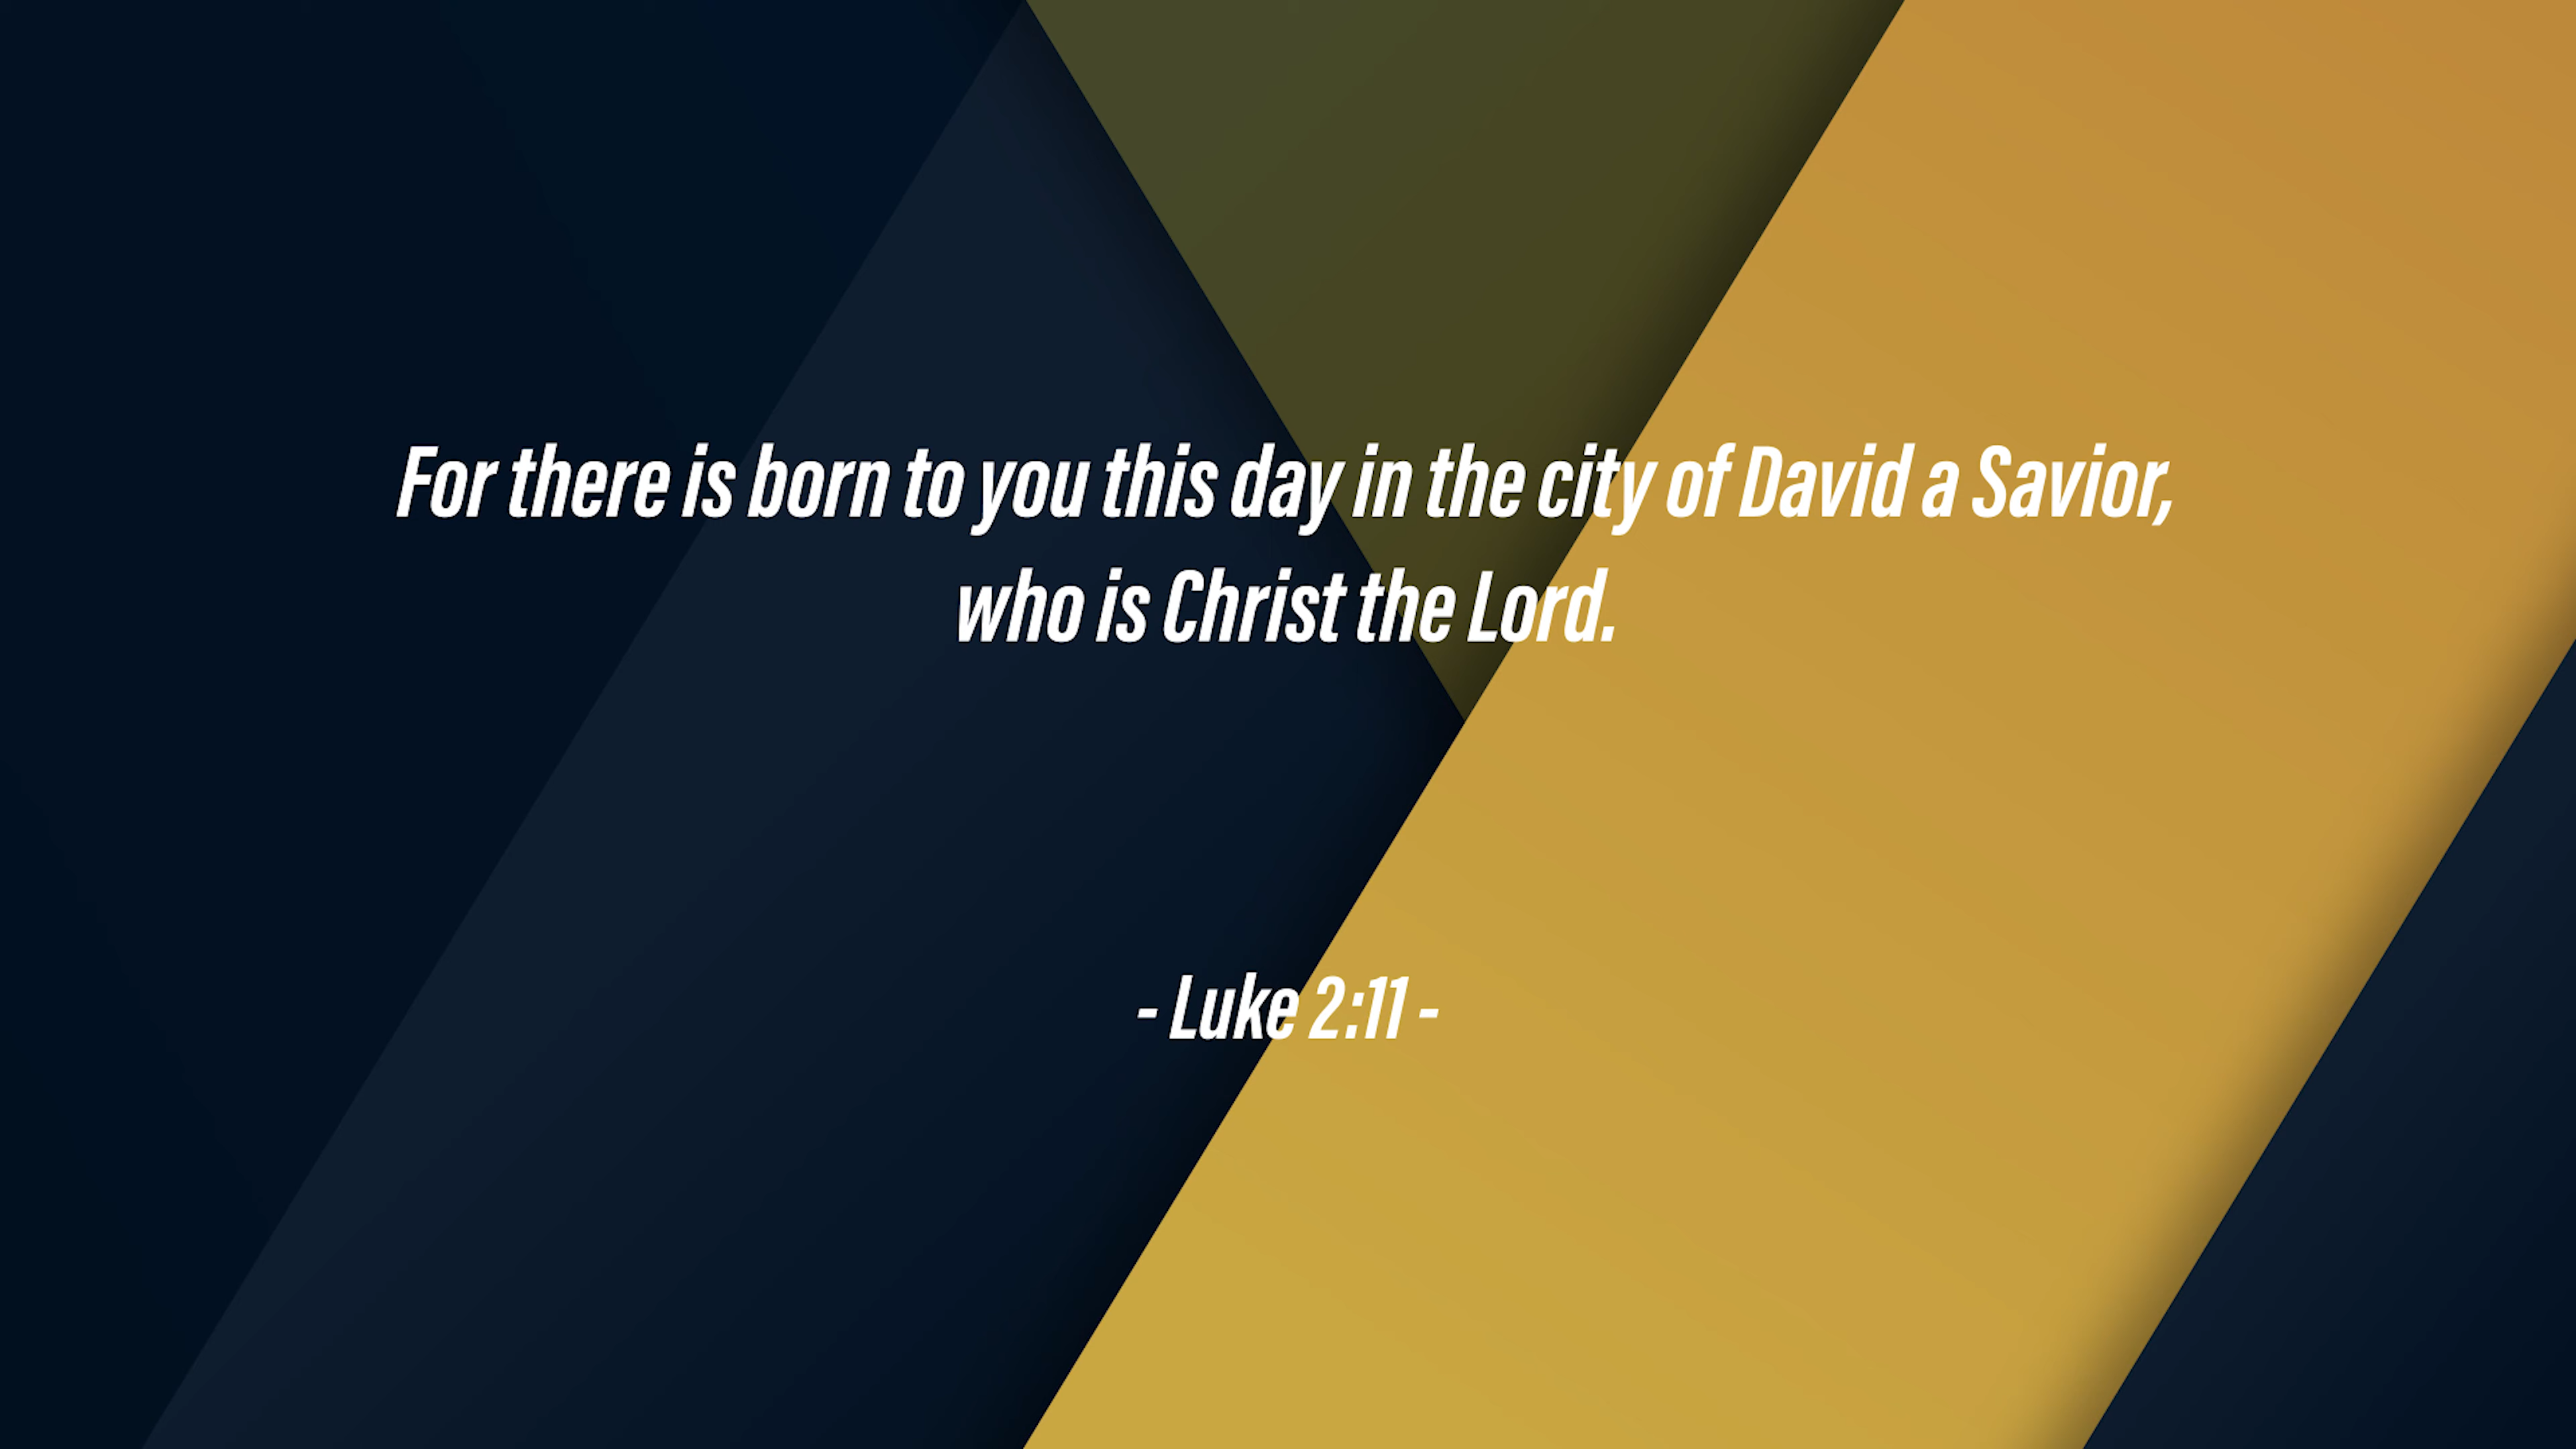 For there is born to you this day in the city of David a Savior,
who is Christ the Lord.
- Luke 2:11 -